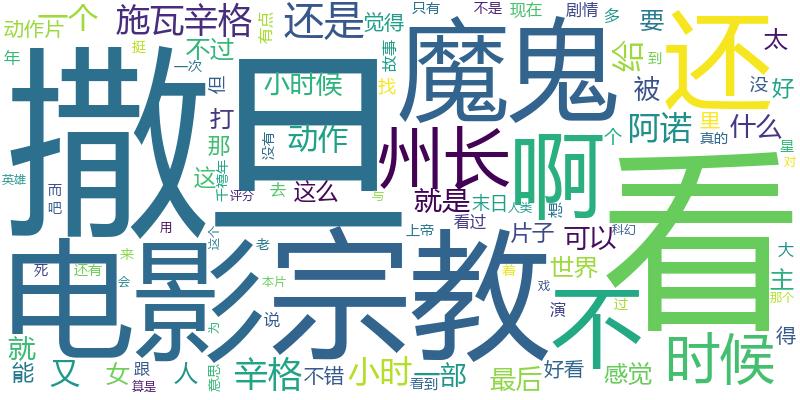 动作片 一个 施瓦辛格 还是 觉得 只有 不是 现在 剧情 多 要 太
年 挺 有点 不过 故事 魔鬼 给 到 还 没 好
一次 但 小时候 找 被
撒旦 打 没有 动作 州长 啊 个 阿诺 里 真的 什么 星
那 对
英雄 而 吧 这 千禧年 评分 去 这么 与 就是 末日 人类 想 看
用 这个 老 上帝 看过 片子 可以 科幻 大
电影 宗教 不 世界 主
死 还有 来 会 本片 着 戏 那个
为 说 演 过 得
就 时候
能 又 女 跟 算是 人 意思 辛格 不错 小时 看到 一部 最后 好看 感觉